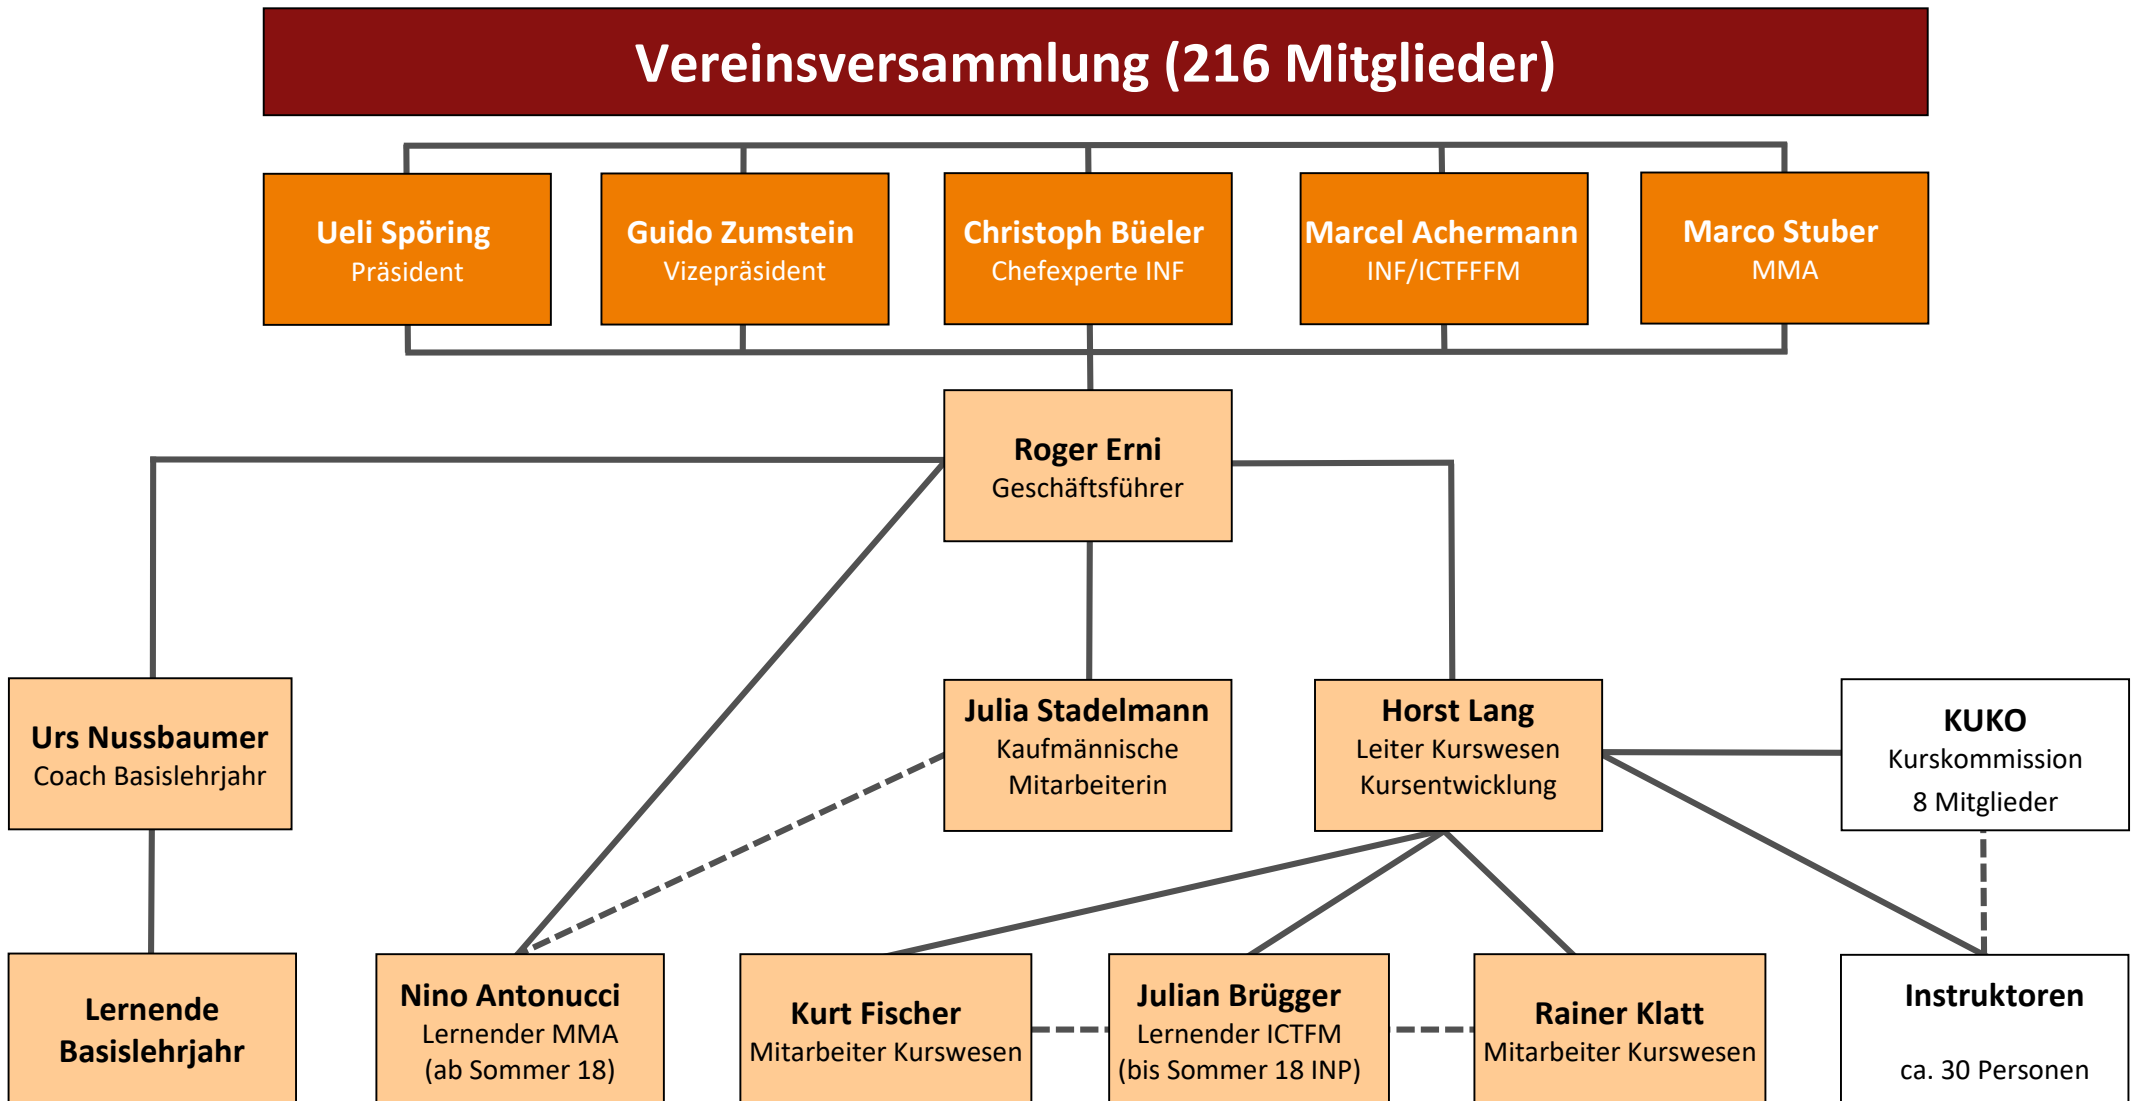 Vereinsversammlung (216 Mitglieder)
Ueli Spöring
Präsident
Guido Zumstein
Vizepräsident
Christoph Büeler
Chefexperte INF
Marcel Achermann
INF/ICTFFFM
Marco Stuber
MMA
Roger Erni
Geschäftsführer
Urs Nussbaumer
Coach Basislehrjahr
Julia Stadelmann
Kaufmännische
Mitarbeiterin
Horst Lang
Leiter Kurswesen
Kursentwicklung
KUKO
Kurskommission
8 Mitglieder
Lernende
Basislehrjahr
Nino Antonucci
Lernender MMA
(ab Sommer 18)
Kurt Fischer
Mitarbeiter Kurswesen
Julian Brügger
Lernender ICTFM
(bis Sommer 18 INP)
Rainer Klatt
Mitarbeiter Kurswesen
Instruktoren
ca. 30 Personen